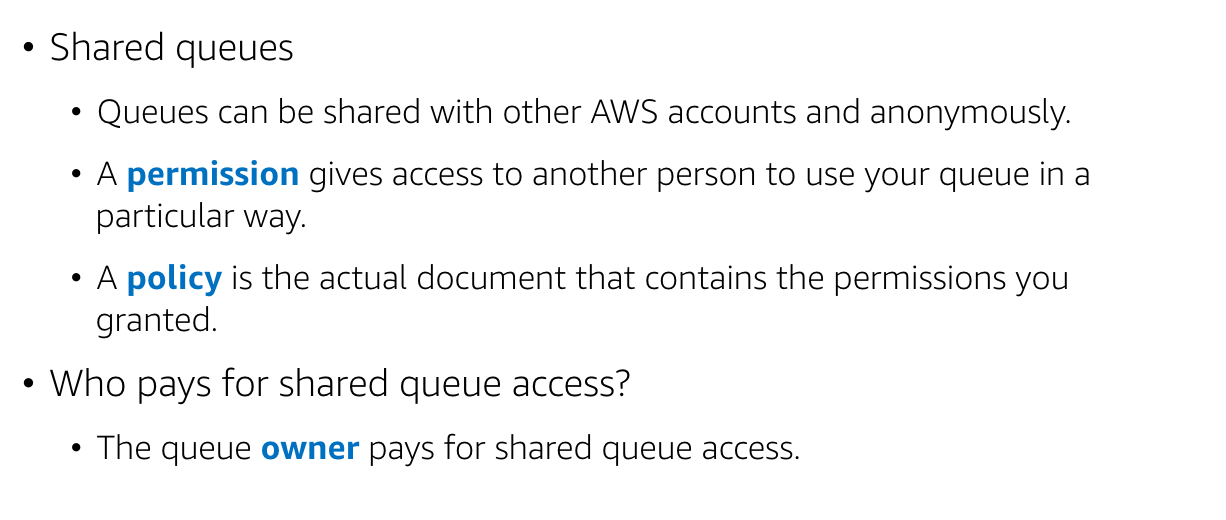 • Shared queues
• Queues can be shared with other AWS accounts and anonymously.
• A permission gives access to another person to use your queue in a
particular way.
• A policy is the actual document that contains the permissions you
granted.
• Who pays for shared queue access?
• The queue owner pays for shared queue access.